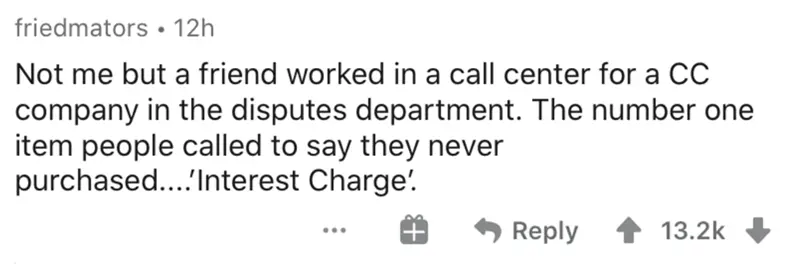 friedmators • 12h
Not me but a friend worked in a call center for a CC
company in the disputes department. The number one
item people called to say they never
purchased....'Interest Charge'.
... Reply 13.2k